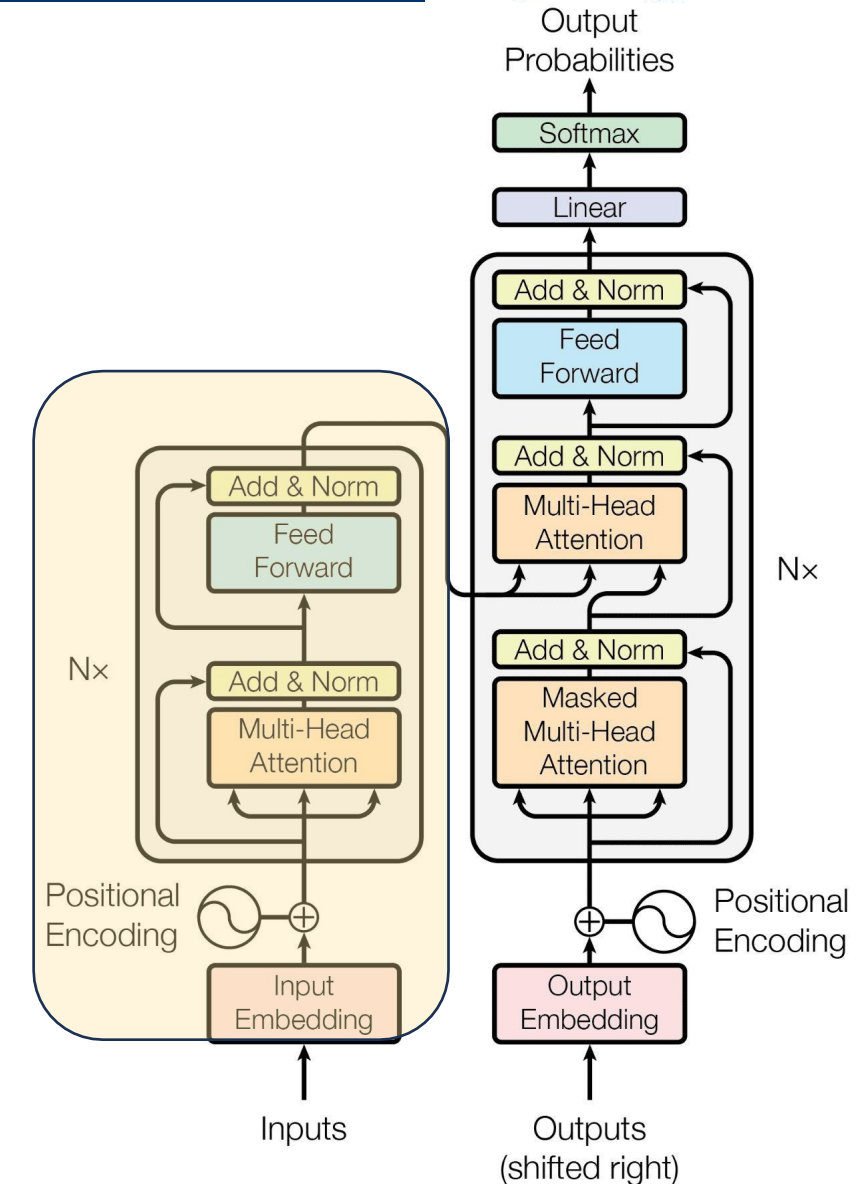 Output
Probabilities
Softmax
Linear
Add & Norm
Feed
Forward
Add & Norm
Multi-Head
Attention
Nx
Add & Norm
Masked
Multi-Head
Attention
Positional
Encoding
Output
Embedding
Outputs
(shifted right)
Add & Norm
Feed
Forward
Nx
Add & Norm
Multi-Head
Attention
Positional
Encoding
Input
Embedding
Inputs